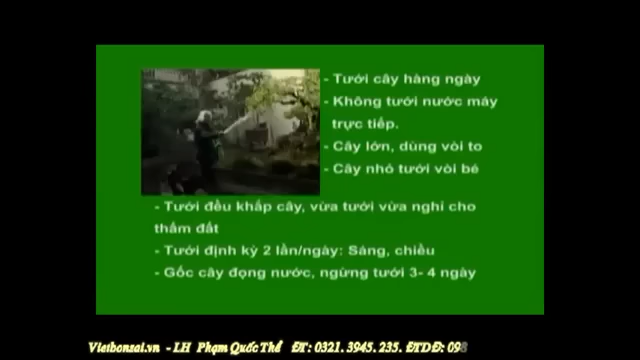 - Tưới cây hàng ngày
- Không tưới nước máy
trực tiếp.
- Cây lớn, dùng vòi to
- Cây nhỏ tưới vòi bé
- Tưới đều khắp cây, vừa tưới vừa nghỉ cho
thấm đất
- Tưới định kỳ 2 lần/ngày: Sáng, chiều
- Gốc cây đọng nước, ngừng tưới 3- 4 ngày
Vietbonsai.vn - LH Phạm Quốc Thể ĐT: 0321. 3945. 235. ĐTDĐ: 098